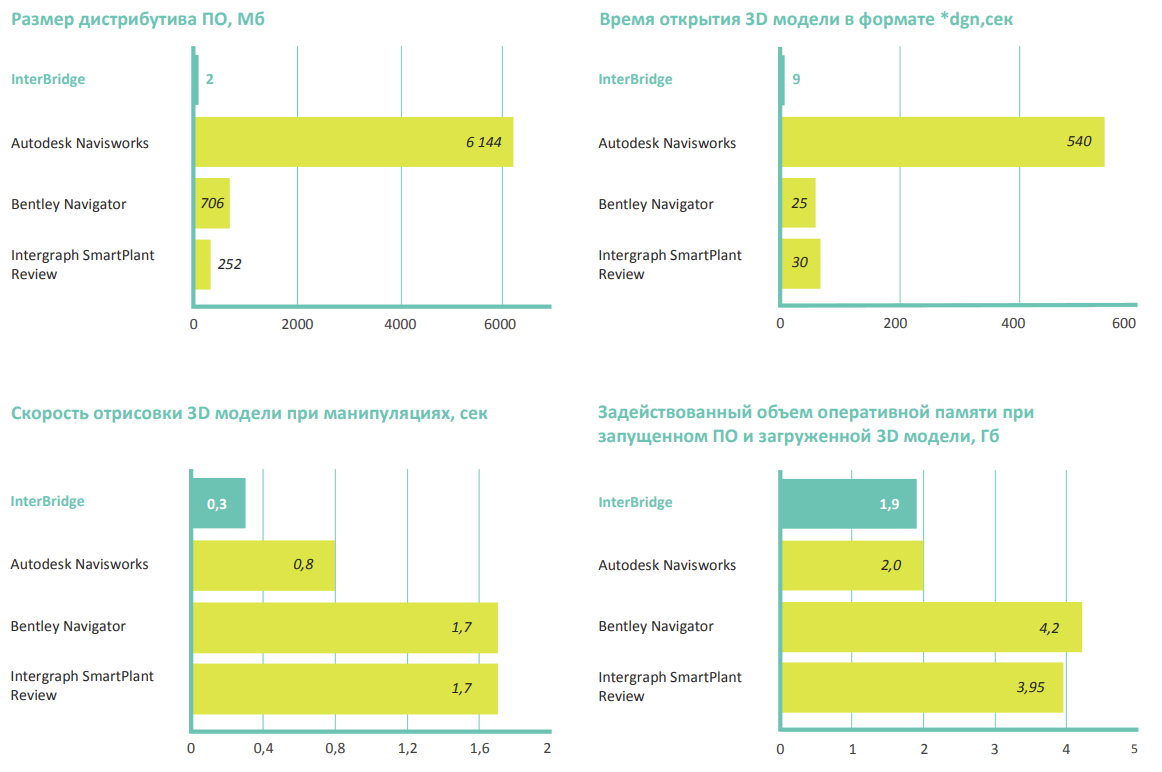 Размер дистрибутива ПО, Мб
InterBridge
2
Autodesk Navisworks
6 144
Bentley Navigator
706
Intergraph SmartPlant
Review
252
0 2000 4000 6000
Время открытия 3D модели в формате *dgn,сек
InterBridge
9
Autodesk Navisworks
540
Bentley Navigator
25
Intergraph SmartPlant
Review
30
0 200 400 600
Скорость отрисовки 3D модели при манипуляциях, сек
InterBridge
0,3
Autodesk Navisworks
0,8
Bentley Navigator
1,7
Intergraph SmartPlant
Review
1,7
0 0,4 0,8 1,2 1,6 2
Задействованный объем оперативной памяти при
запущенном ПО и загруженной 3D модели, Гб
InterBridge
1,9
Autodesk Navisworks
2,0
Bentley Navigator
4,2
Intergraph SmartPlant
Review
3,95
0 1 2 3 4 5